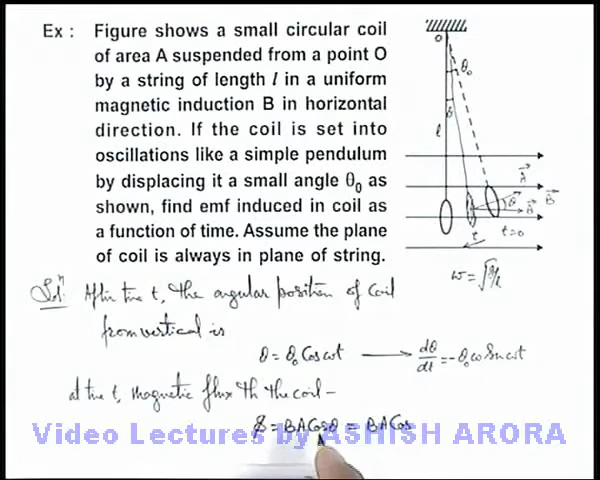 Ex : Figure shows a small circular coil
of area A suspended from a point O
by a string of length l in a uniform
magnetic induction B in horizontal
direction. If the coil is set into
oscillations like a simple pendulum
by displacing it a small angle θ₀ as
shown, find emf induced in coil as
a function of time. Assume the plane
of coil is always in plane of string.
O
θ₀
θ
l
A⃗
θ
A⃗
B⃗
t
t=0
ω = √g/l
Solⁿ. After time t, the angular position of coil
from vertical is
θ = θ₀ Cos ωt → dθ/dt = -θ₀ ω Sin ωt
at time t, magnetic flux th the coil -
φ = BA Cos θ = BA Cos
Video Lectures by ASHISH ARORA